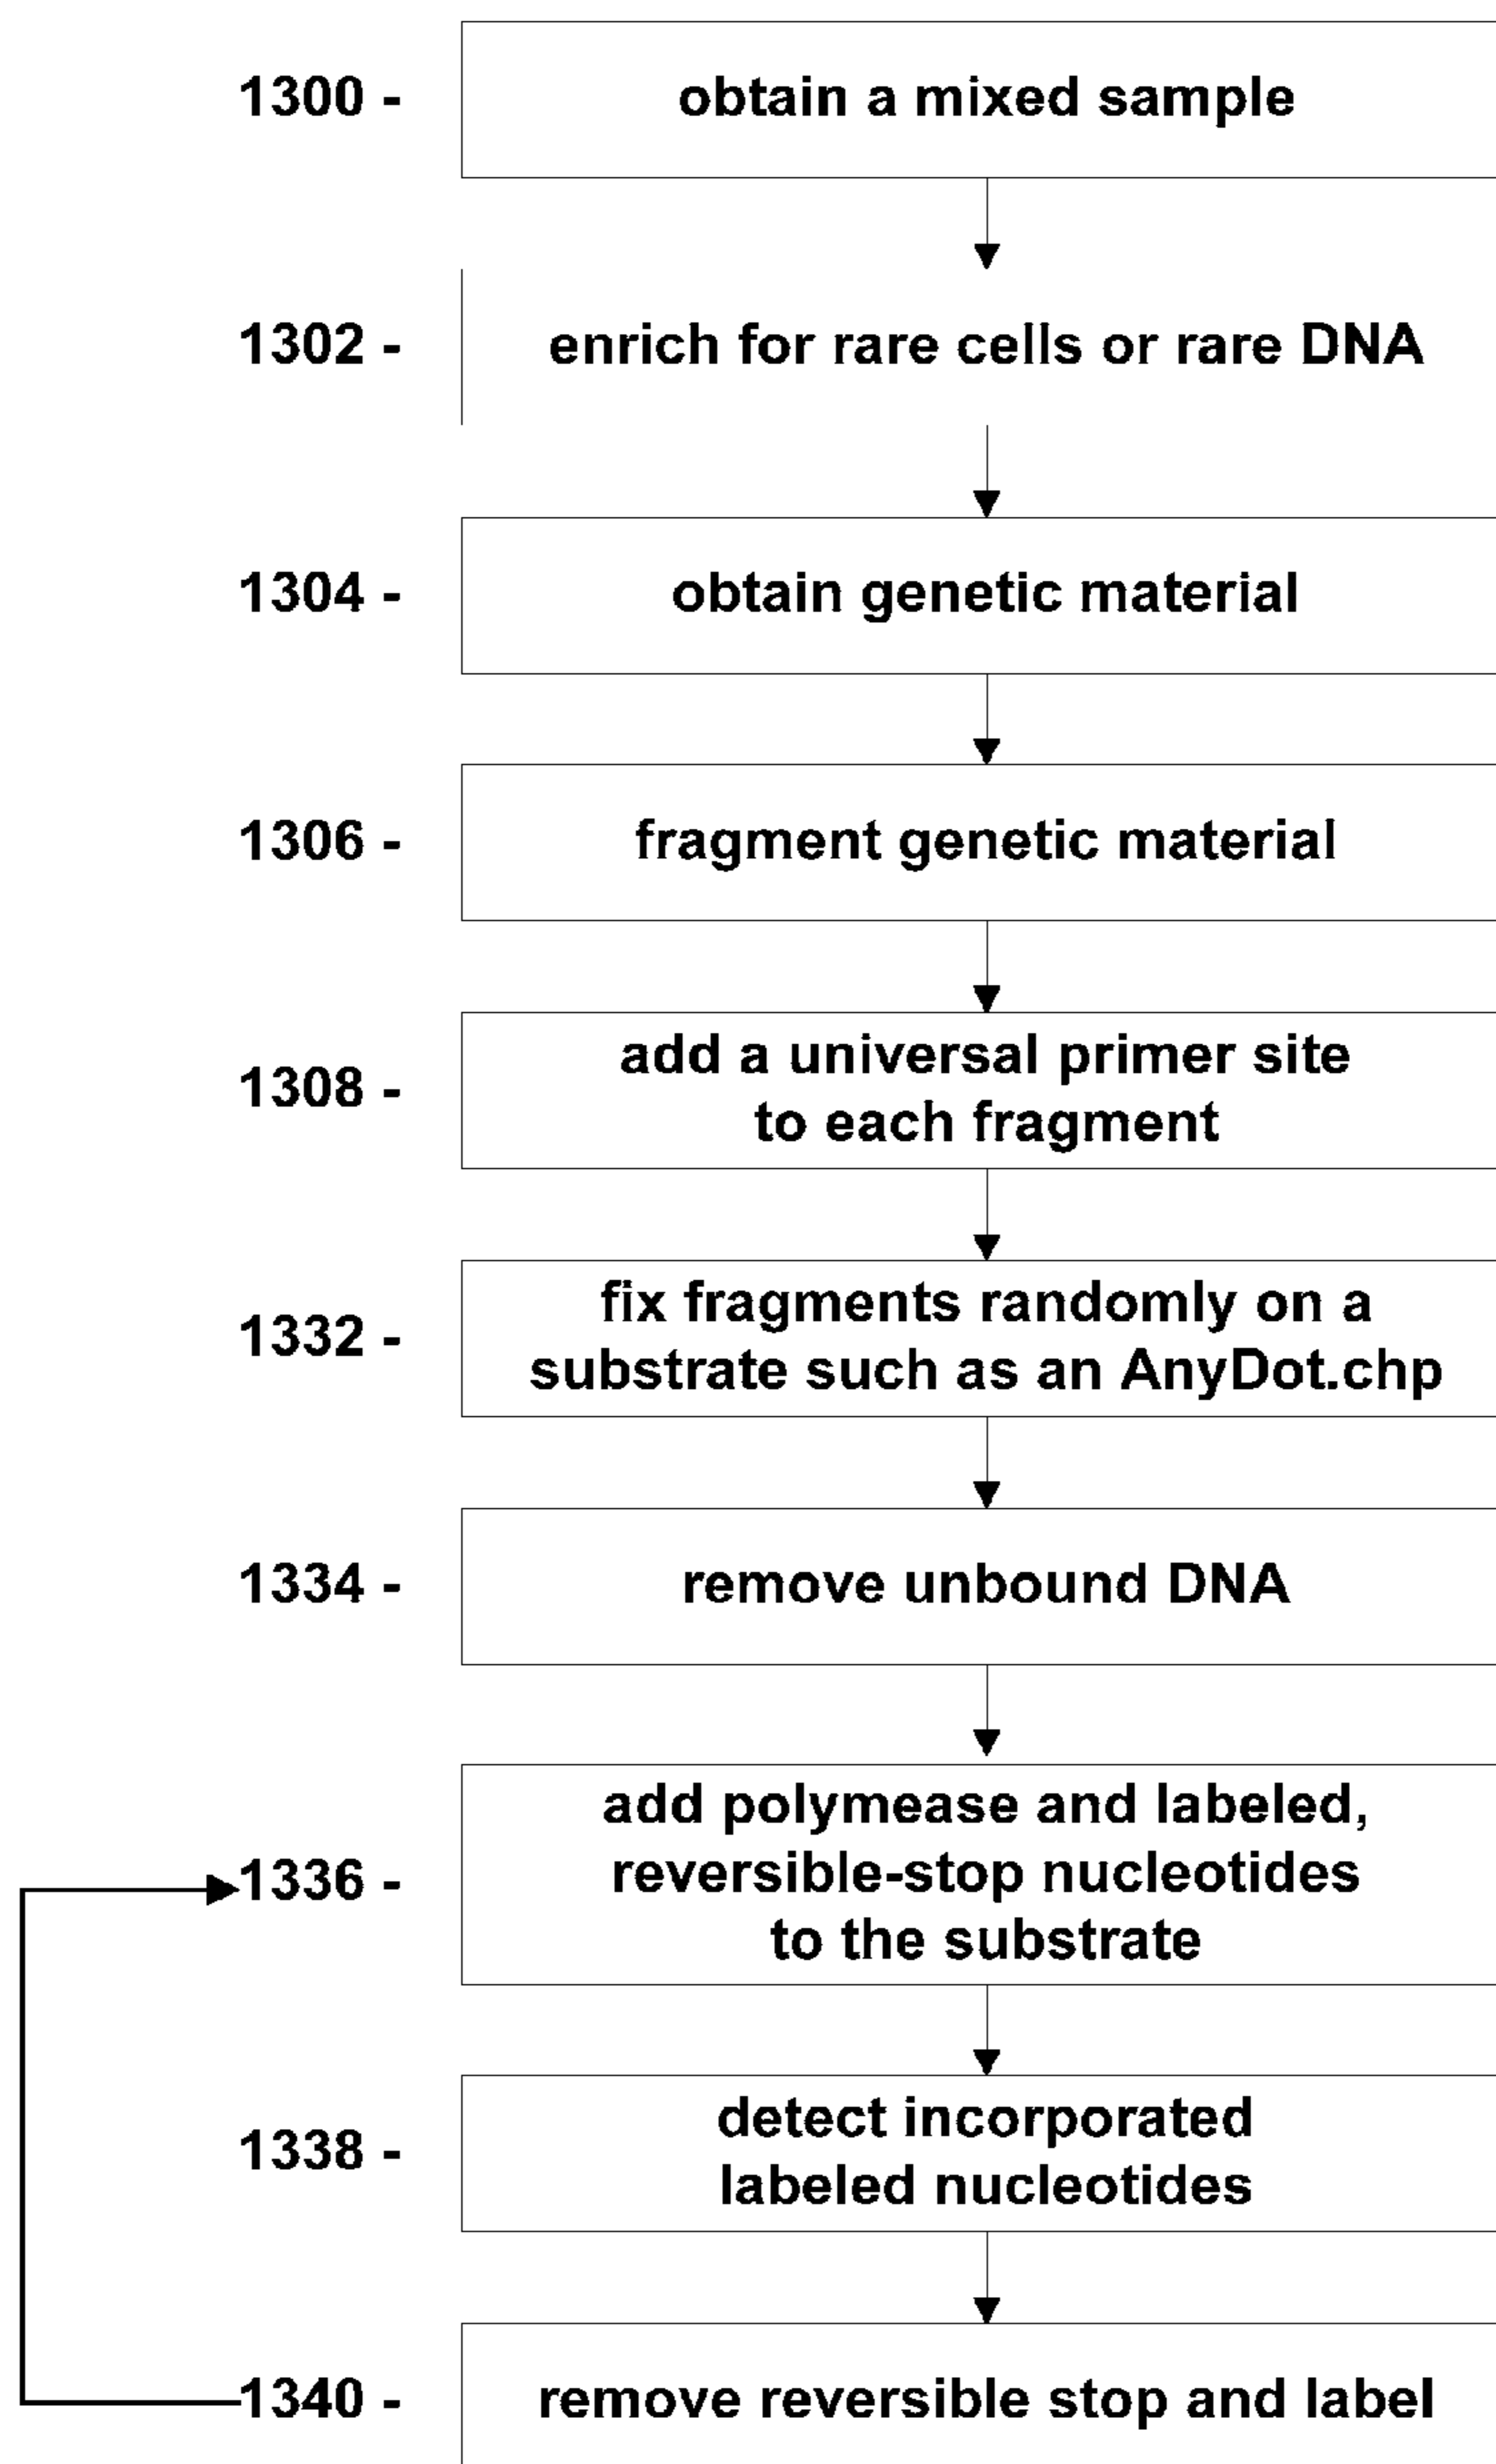 1300 - obtain a mixed sample
1302 - enrich for rare cells or rare DNA
1304 - obtain genetic material
1306 - fragment genetic material
1308 - add a universal primer site
to each fragment
1332 - fix fragments randomly on a
substrate such as an AnyDot.chp
1334 - remove unbound DNA
add polymease and labeled,
1336 - reversible-stop nucleotides
to the substrate
1338 - detect incorporated
labeled nucleotides
1340 - remove reversible stop and label